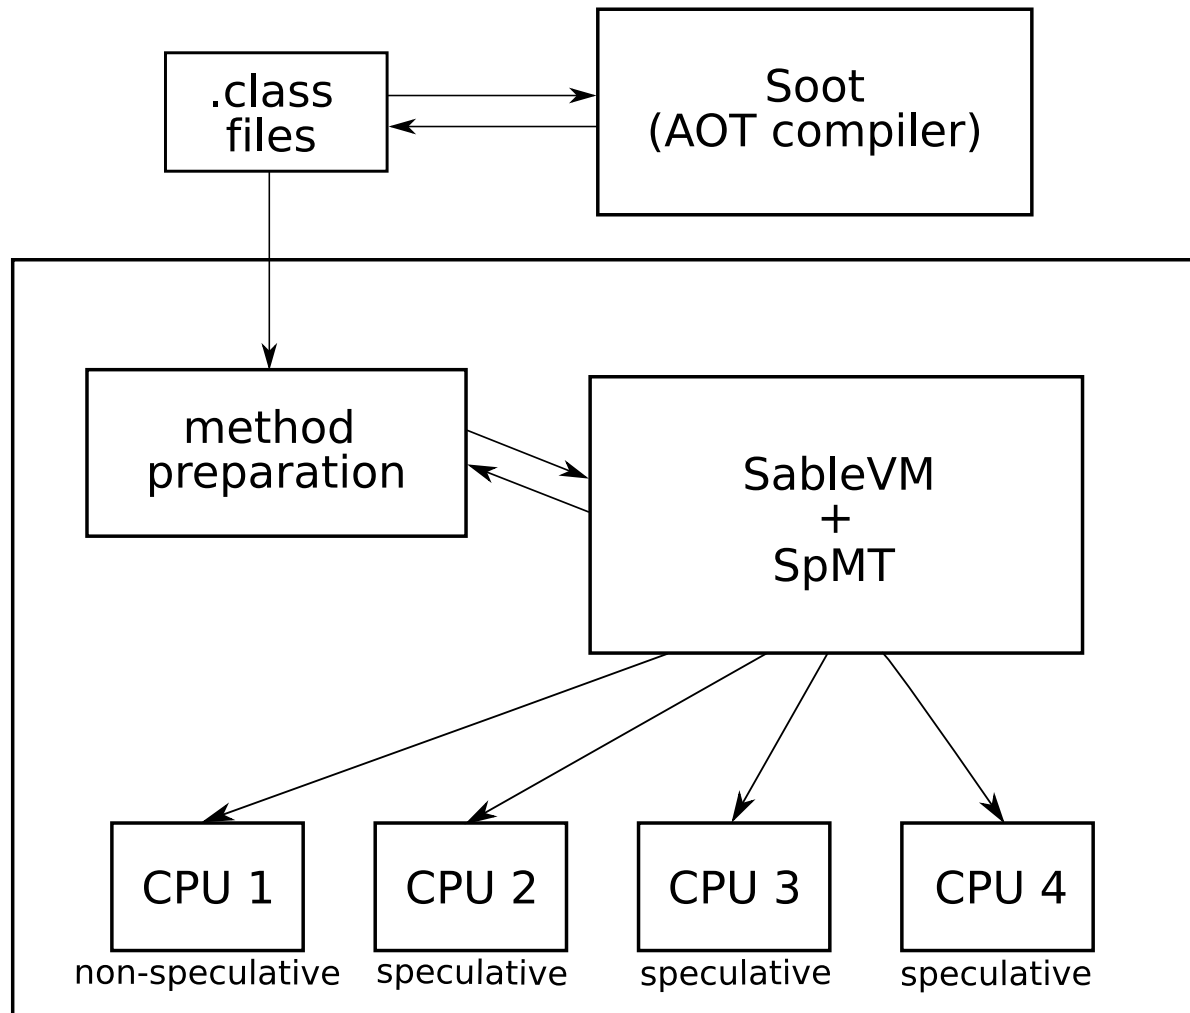 .class
files
Soot
(AOT compiler)
method
preparation
SableVM
+
SpMT
CPU 1
CPU 2
CPU 3
CPU 4
non-speculative
speculative
speculative
speculative